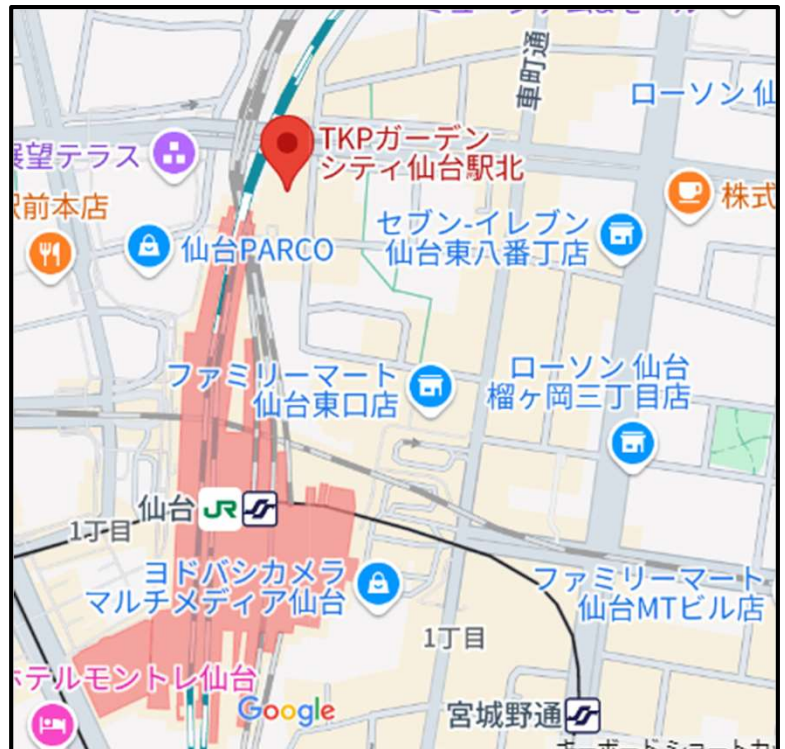 車町通
ローソン 仙
TKPガーデン
シティ仙台駅北
展望テラス
駅前本店
仙台PARCO
セブン-イレブン
仙台東八番丁店
株式
ファミリーマート
仙台東口店
ローソン 仙台
榴ヶ岡三丁目店
仙台 JR
1丁目
ヨドバシカメラ
マルチメディア仙台
ファミリーマート
仙台MTビル店
1丁目
ホテルモントレ仙台
Google
宮城野通